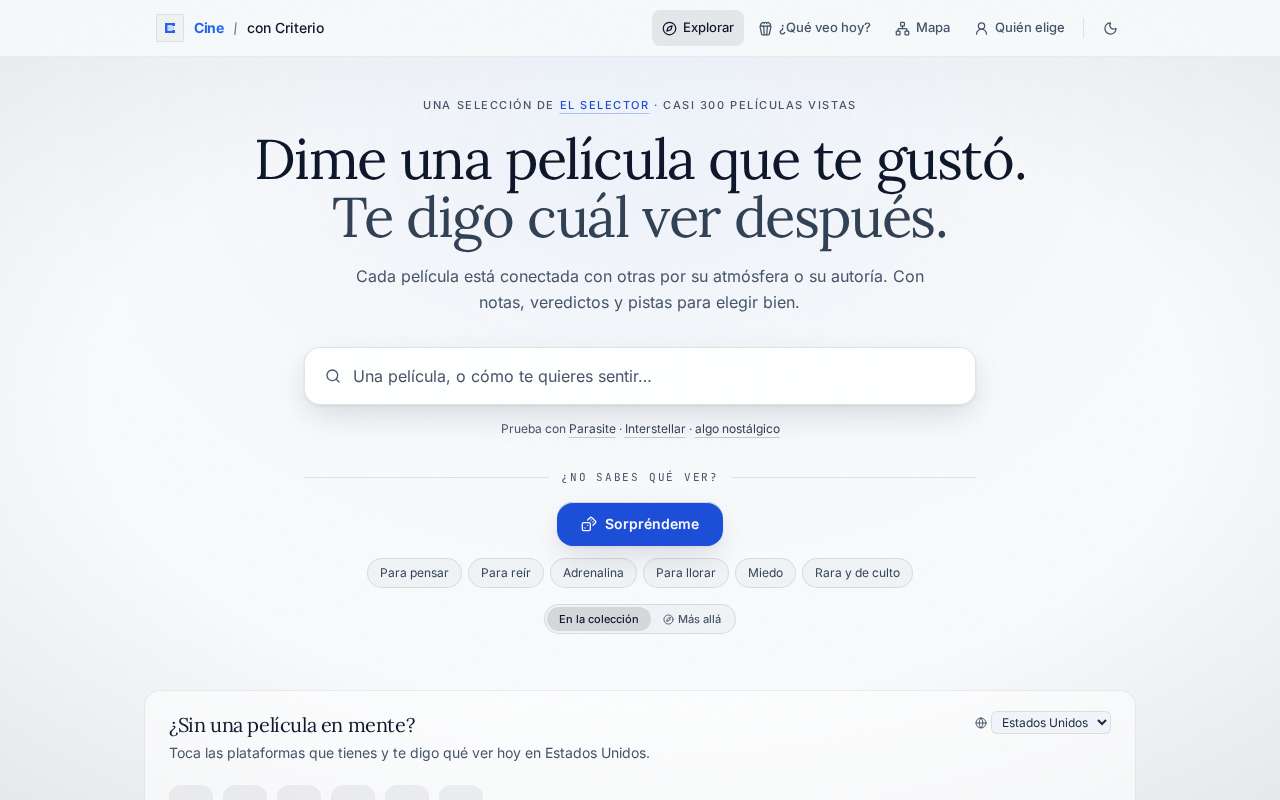 Cine / con Criterio
Explorar
¿Qué veo hoy?
Mapa
Quién elige
UNA SELECCIÓN DE EL SELECTOR · CASI 300 PELÍCULAS VISTAS
Dime una película que te gustó.
Te digo cuál ver después.
Cada película está conectada con otras por su atmósfera o su autoría. Con
notas, veredictos y pistas para elegir bien.
Una película, o cómo te quieres sentir...
Prueba con Parasite · Interstellar · algo nostálgico
¿NO SABES QUÉ VER?
Sorpréndeme
Para pensar
Para reír
Adrenalina
Para llorar
Miedo
Rara y de culto
En la colección
Más allá
¿Sin una película en mente?
Estados Unidos
Toca las plataformas que tienes y te digo qué ver hoy en Estados Unidos.